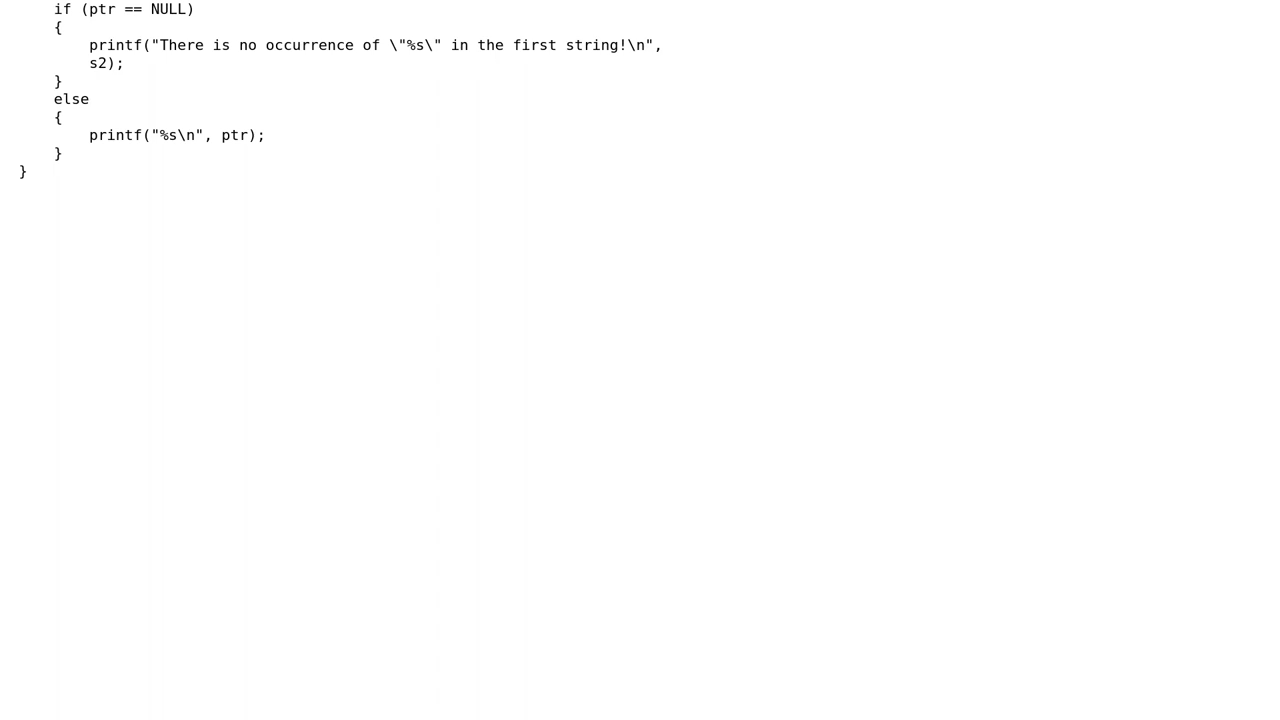 if (ptr == NULL)
    {
        printf("There is no occurrence of \"%s\" in the first string!\n",
        s2);
    }
    else
    {
        printf("%s\n", ptr);
    }
}